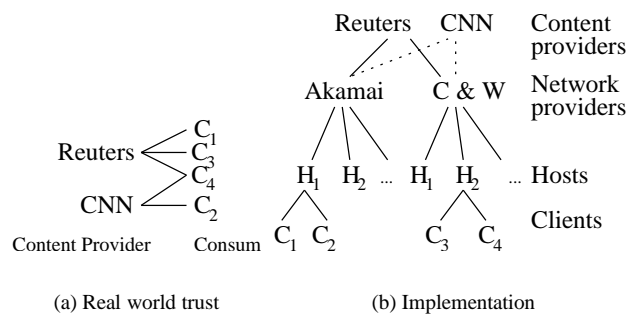 Reuters CNN Content providers
Akamai C & W Network providers
Reuters C1
C3
C4
CNN C2
H1 H2 ... H1 H2 ... Hosts
C1 C2 C3 C4 Clients
Content Provider Consum
(a) Real world trust (b) Implementation